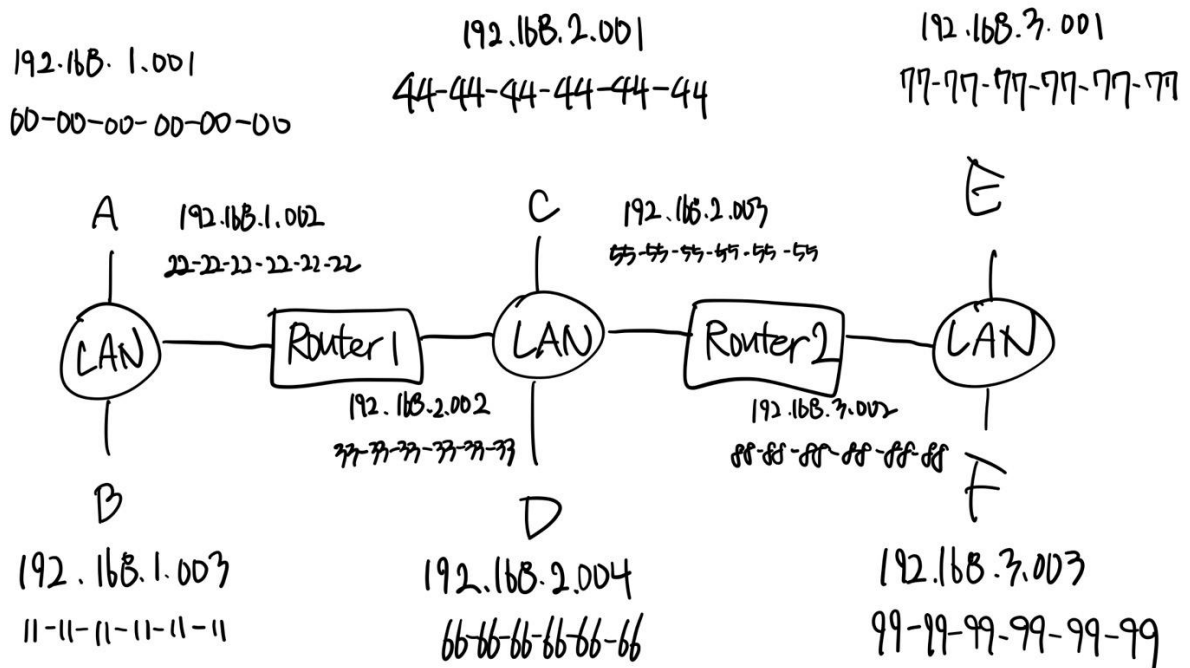 192.168.1.001
00-00-00-00-00-00
192.168.2.001
44-44-44-44-44-44
192.168.3.001
77-77-77-77-77-77
A
192.168.1.002
22-22-22-22-22-22
C
192.168.2.003
55-55-55-55-55-55
E
LAN
Router1
LAN
Router2
LAN
192.168.2.002
33-33-33-33-33-33
192.168.3.002
88-88-88-88-88-88
B
192.168.1.003
11-11-11-11-11-11
D
192.168.2.004
66-66-66-66-66-66
F
192.168.3.003
99-99-99-99-99-99